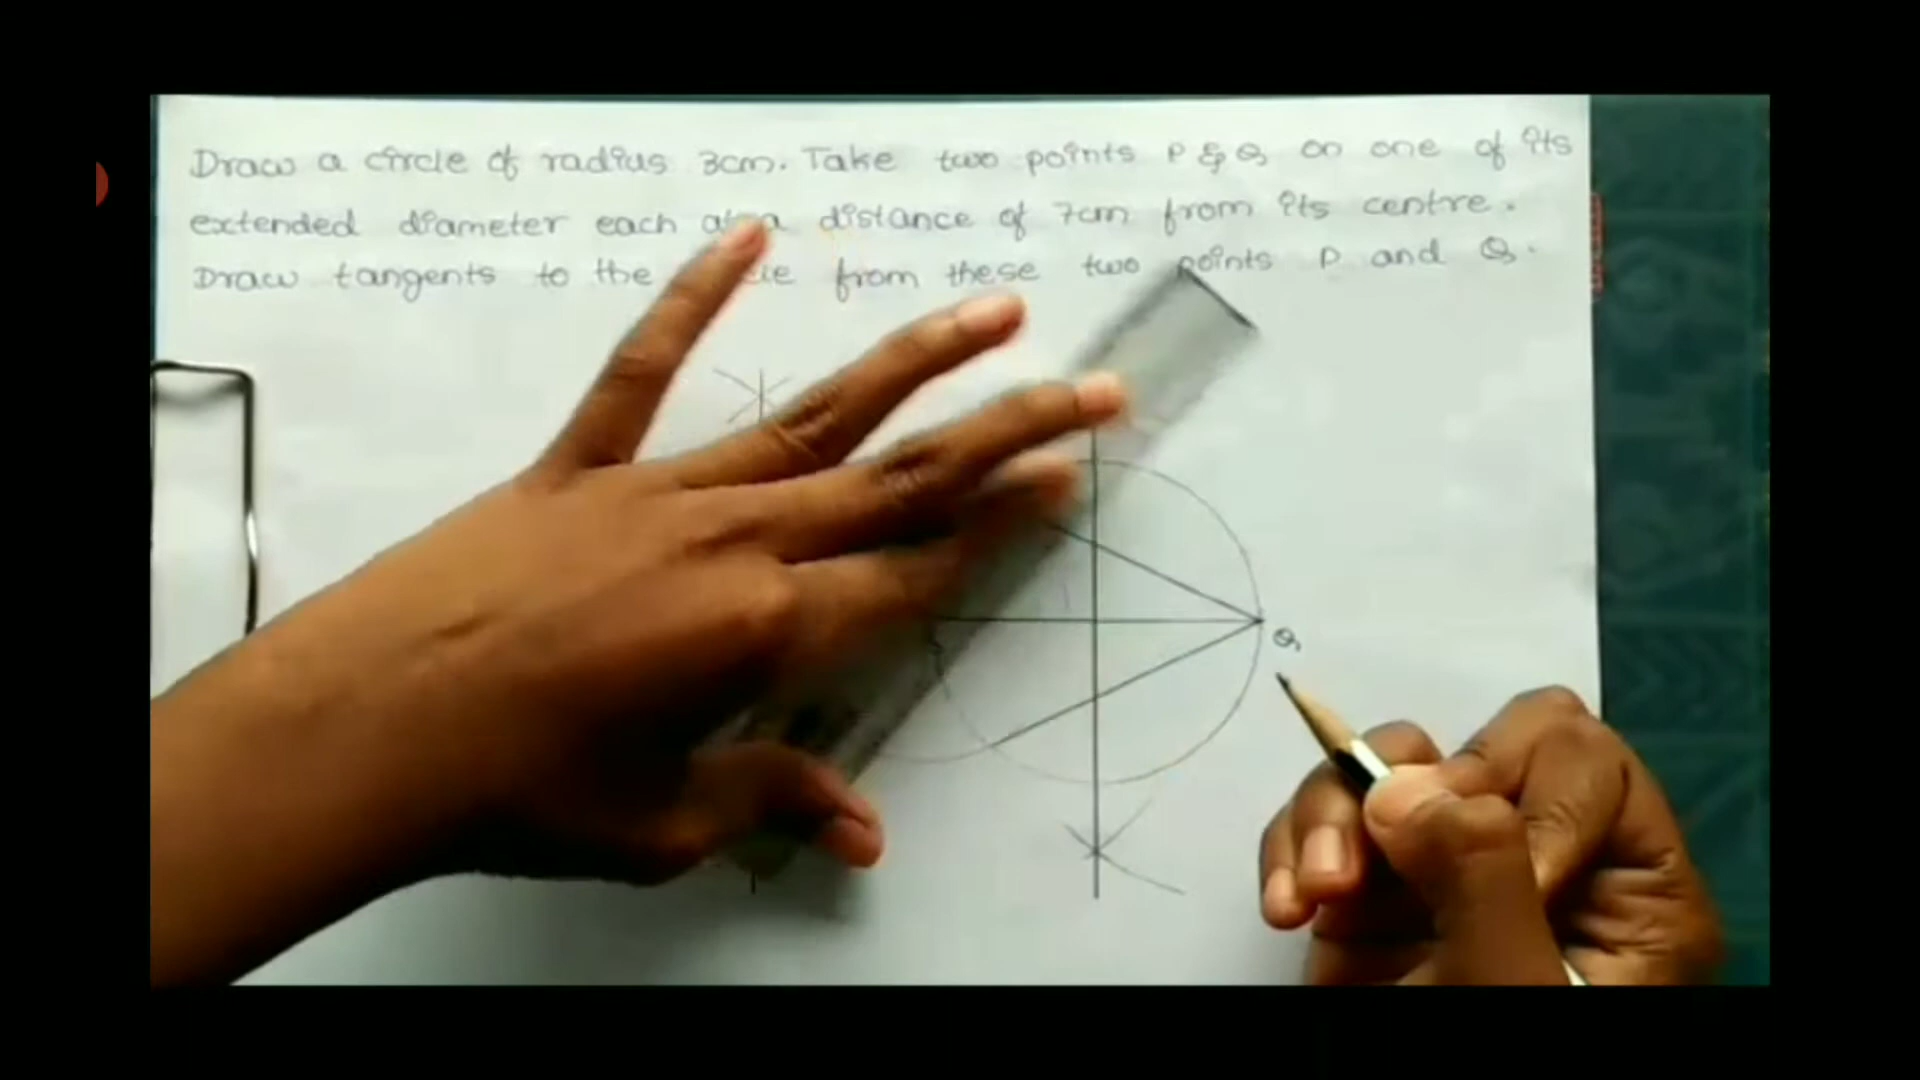 Draw a circle of radius 3cm. Take two points P & Q on one of its
extended diameter each at a distance of 7cm from its centre.
Draw tangents to the from these two points P and Q.
Q